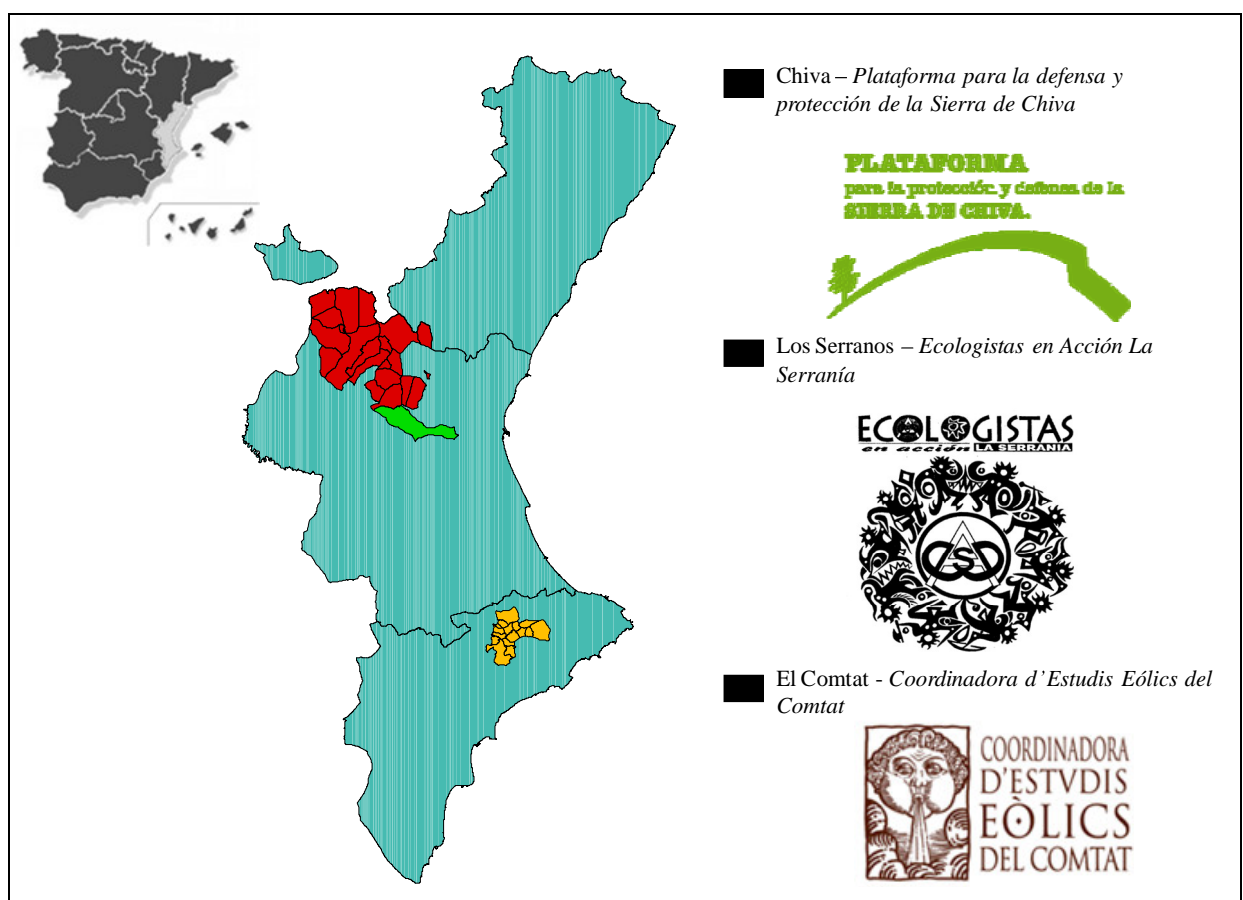 Chiva – Plataforma para la defensa y
protección de la Sierra de Chiva
PLATAFORMA
para la protección y defensa de la
SIERRA DE CHIVA.
Los Serranos – Ecologistas en Acción La
Serranía
ECOLOGISTAS
en acción LA SERRANIA
El Comtat - Coordinadora d'Estudis Eólics del
Comtat
COORDINADORA
D'ESTVDIS
EÒLICS
DEL COMTAT